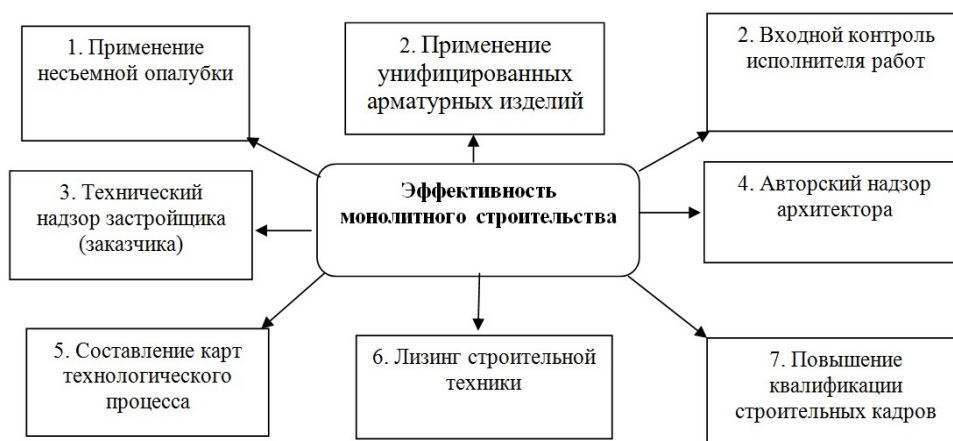 1. Применение
несъемной опалубки
2. Применение
унифицированных
арматурных изделий
2. Входной контроль
исполнителя работ
Эффективность
монолитного строительства
3. Технический
надзор застройщика
(заказчика)
4. Авторский надзор
архитектора
5. Составление карт
технологического
процесса
6. Лизинг строительной
техники
7. Повышение
квалификации
строительных кадров